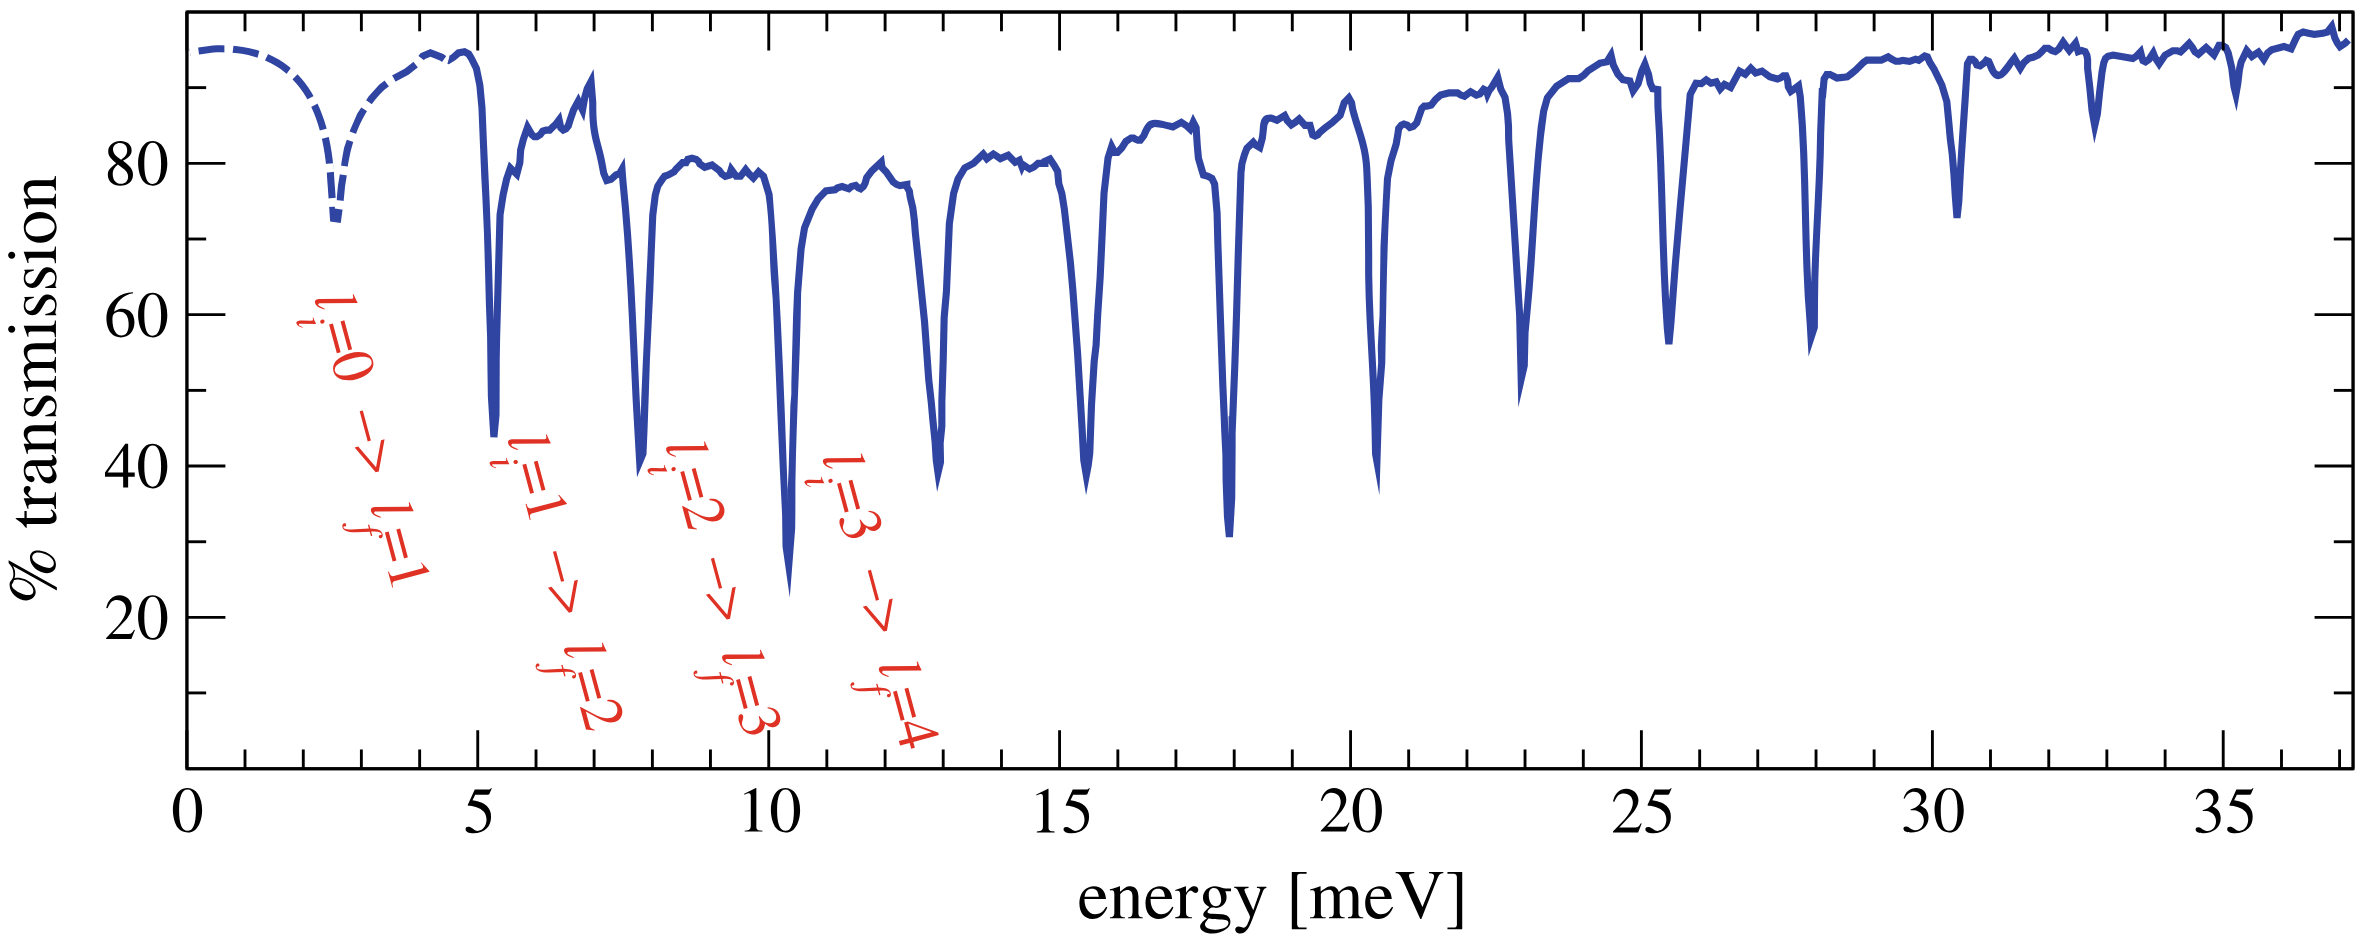 % transmission
80
60
40
20
l_i=0 → l_f=1
l_i=1 → l_f=2
l_i=2 → l_f=3
l_i=3 → l_f=4
0 5 10 15 20 25 30 35
energy [meV]